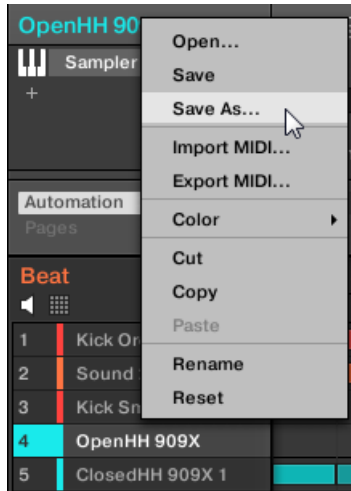 OpenHH 90
Sampler
+
Automation
Pages
Beat
1 Kick Or
2 Sound
3 Kick Sn
4 OpenHH 909X
5 ClosedHH 909X 1
Open...
Save
Save As...
Import MIDI...
Export MIDI...
Color
Cut
Copy
Paste
Rename
Reset